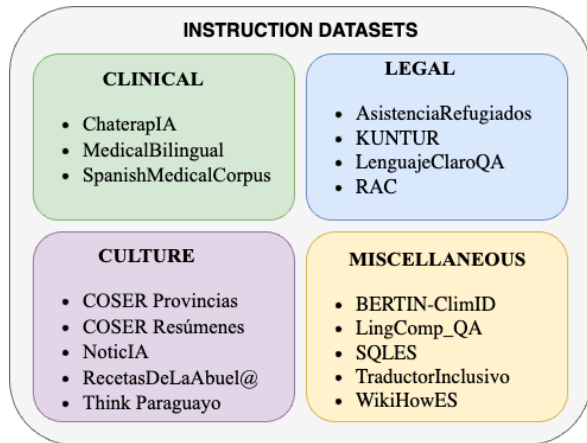 INSTRUCTION DATASETS
CLINICAL
• ChaterapIA
• MedicalBilingual
• SpanishMedicalCorpus
LEGAL
• AsistenciaRefugiados
• KUNTUR
• LenguajeClaroQA
• RAC
CULTURE
• COSER Provincias
• COSER Resúmenes
• NoticIA
• RecetasDeLaAbuel@
• Think Paraguayo
MISCELLANEOUS
• BERTIN-ClimID
• LingComp_QA
• SQLES
• TraductorInclusivo
• WikiHowES